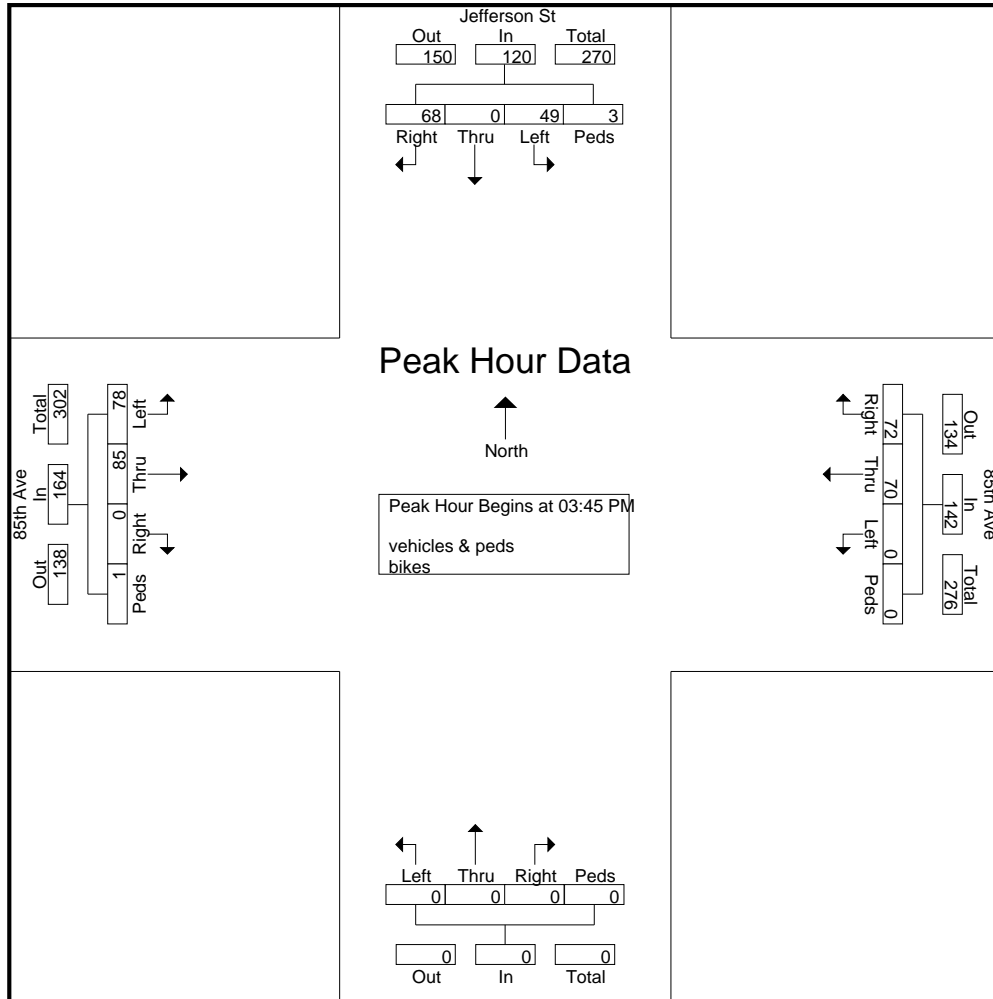 Jefferson St
Out In Total
150 120 270
68 0 49 3
Right Thru Left Peds
Peak Hour Data
North
Peak Hour Begins at 03:45 PM
vehicles & peds
bikes
85th Ave
Out In Total
138 164 302
1 0 85 78
Peds Right Thru Left
85th Ave
Out In Total
134 142 276
72 70 0 0
Right Thru Left Peds
Left Thru Right Peds
0 0 0 0
0 0 0
Out In Total